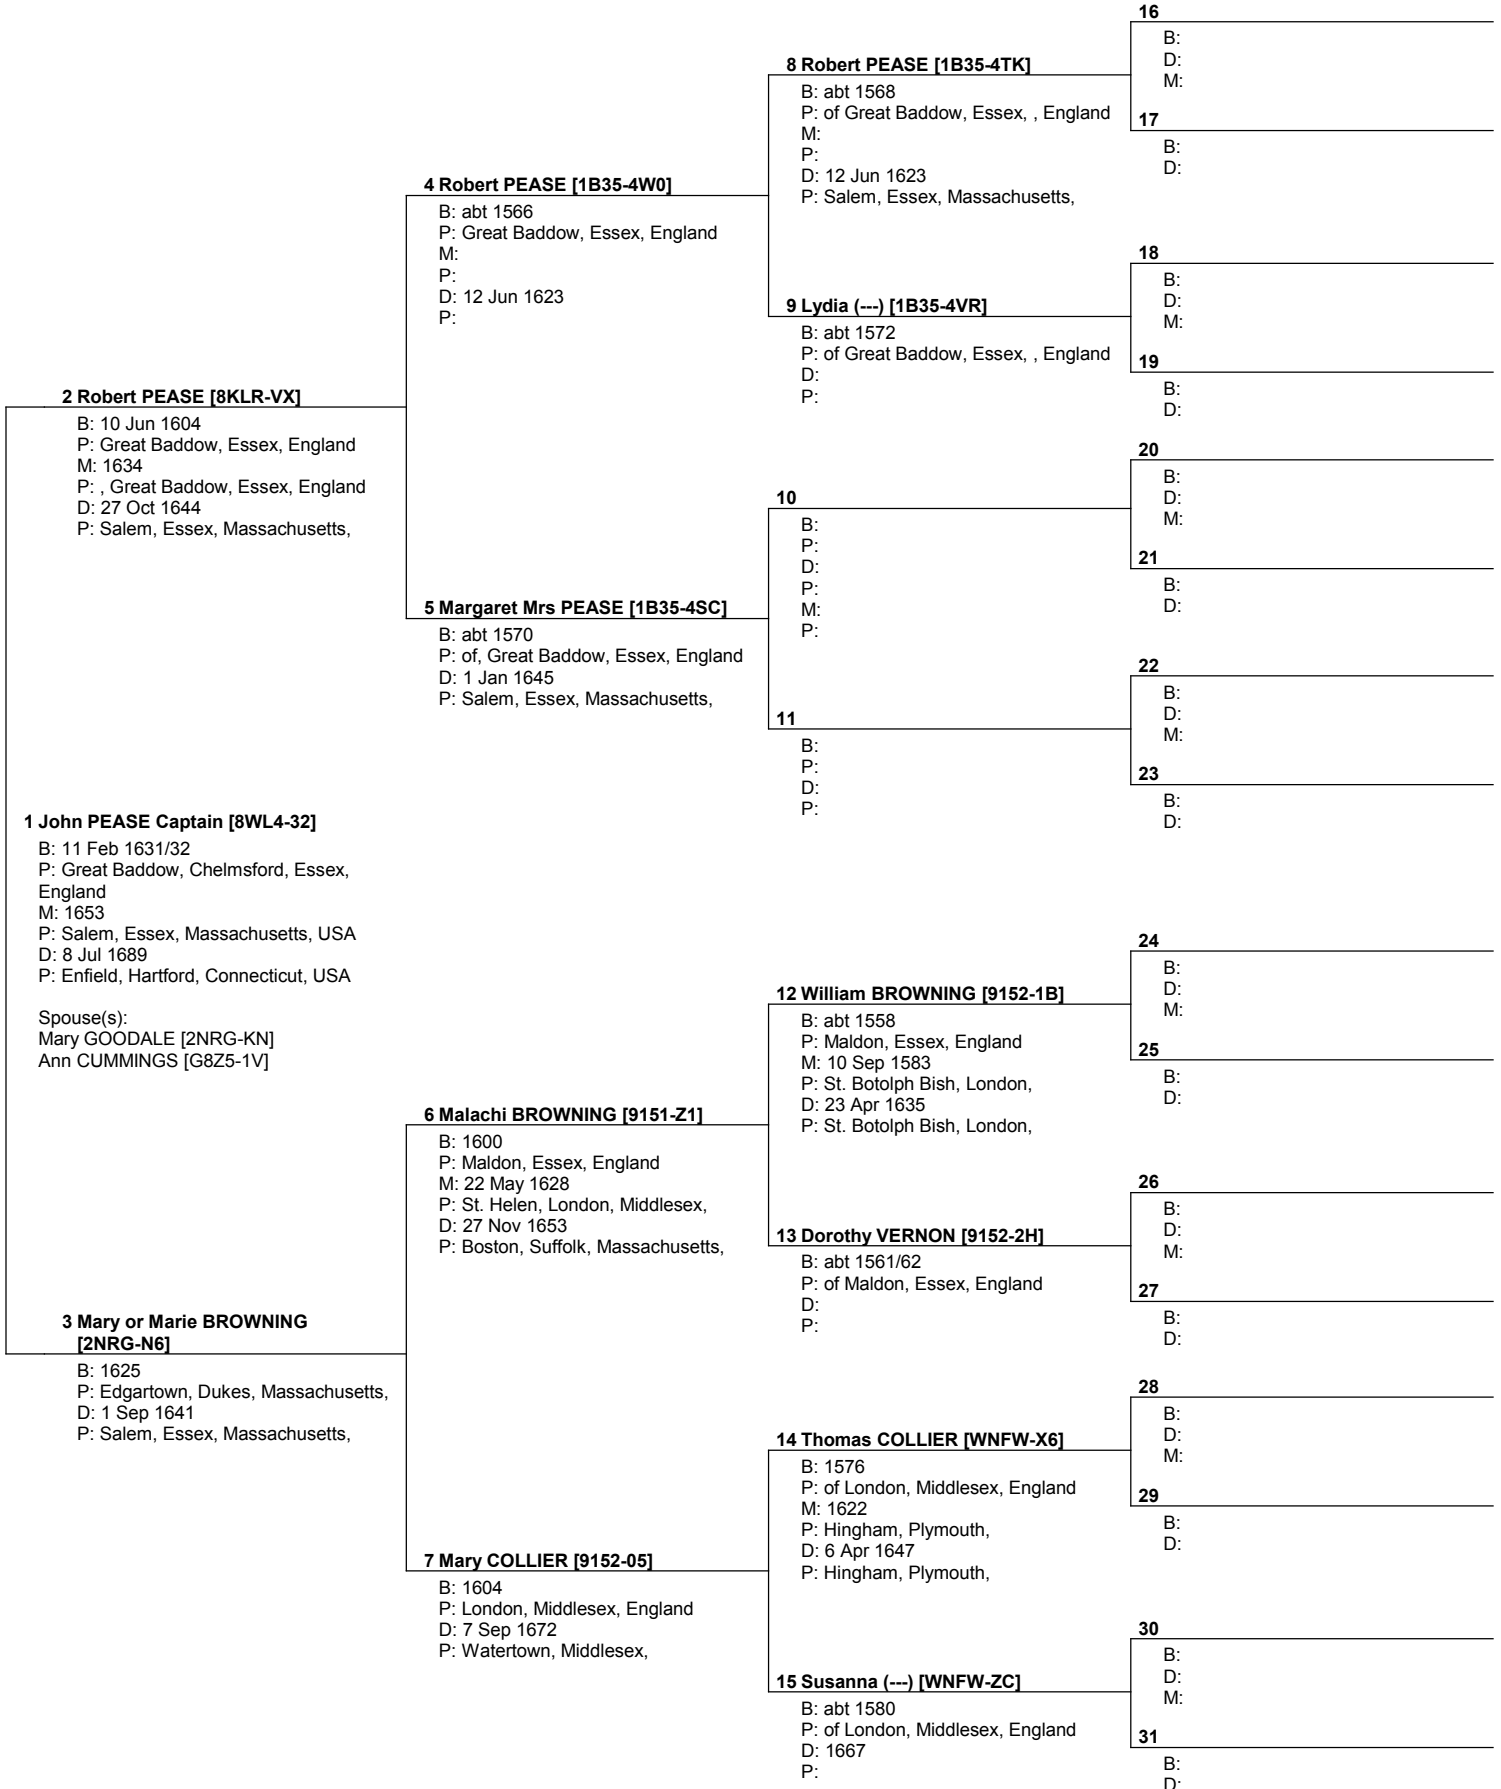 1 John PEASE Captain [8WL4-32]
B: 11 Feb 1631/32
P: Great Baddow, Chelmsford, Essex,
England
M: 1653
P: Salem, Essex, Massachusetts, USA
D: 8 Jul 1689
P: Enfield, Hartford, Connecticut, USA
Spouse(s):
Mary GOODALE [2NRG-KN]
Ann CUMMINGS [G8Z5-1V]
2 Robert PEASE [8KLR-VX]
B: 10 Jun 1604
P: Great Baddow, Essex, England
M: 1634
P: , Great Baddow, Essex, England
D: 27 Oct 1644
P: Salem, Essex, Massachusetts,
3 Mary or Marie BROWNING
[2NRG-N6]
B: 1625
P: Edgartown, Dukes, Massachusetts,
D: 1 Sep 1641
P: Salem, Essex, Massachusetts,
4 Robert PEASE [1B35-4W0]
B: abt 1566
P: Great Baddow, Essex, England
M:
P:
D: 12 Jun 1623
P:
5 Margaret Mrs PEASE [1B35-4SC]
B: abt 1570
P: of, Great Baddow, Essex, England
D: 1 Jan 1645
P: Salem, Essex, Massachusetts,
6 Malachi BROWNING [9151-Z1]
B: 1600
P: Maldon, Essex, England
M: 22 May 1628
P: St. Helen, London, Middlesex,
D: 27 Nov 1653
P: Boston, Suffolk, Massachusetts,
7 Mary COLLIER [9152-05]
B: 1604
P: London, Middlesex, England
D: 7 Sep 1672
P: Watertown, Middlesex,
8 Robert PEASE [1B35-4TK]
B: abt 1568
P: of Great Baddow, Essex, , England
M:
P:
D: 12 Jun 1623
P: Salem, Essex, Massachusetts,
9 Lydia (---) [1B35-4VR]
B: abt 1572
P: of Great Baddow, Essex, , England
D:
P:
10
B:
P:
D:
P:
M:
P:
11
B:
P:
D:
P:
12 William BROWNING [9152-1B]
B: abt 1558
P: Maldon, Essex, England
M: 10 Sep 1583
P: St. Botolph Bish, London,
D: 23 Apr 1635
P: St. Botolph Bish, London,
13 Dorothy VERNON [9152-2H]
B: abt 1561/62
P: of Maldon, Essex, England
D:
P:
14 Thomas COLLIER [WNFW-X6]
B: 1576
P: of London, Middlesex, England
M: 1622
P: Hingham, Plymouth,
D: 6 Apr 1647
P: Hingham, Plymouth,
15 Susanna (---) [WNFW-ZC]
B: abt 1580
P: of London, Middlesex, England
D: 1667
P:
16
B:
D:
M:
17
B:
D:
18
B:
D:
M:
19
B:
D:
20
B:
D:
M:
21
B:
D:
22
B:
D:
M:
23
B:
D:
24
B:
D:
M:
25
B:
D:
26
B:
D:
M:
27
B:
D:
28
B:
D:
M:
29
B:
D:
30
B:
D:
M:
31
B:
D: